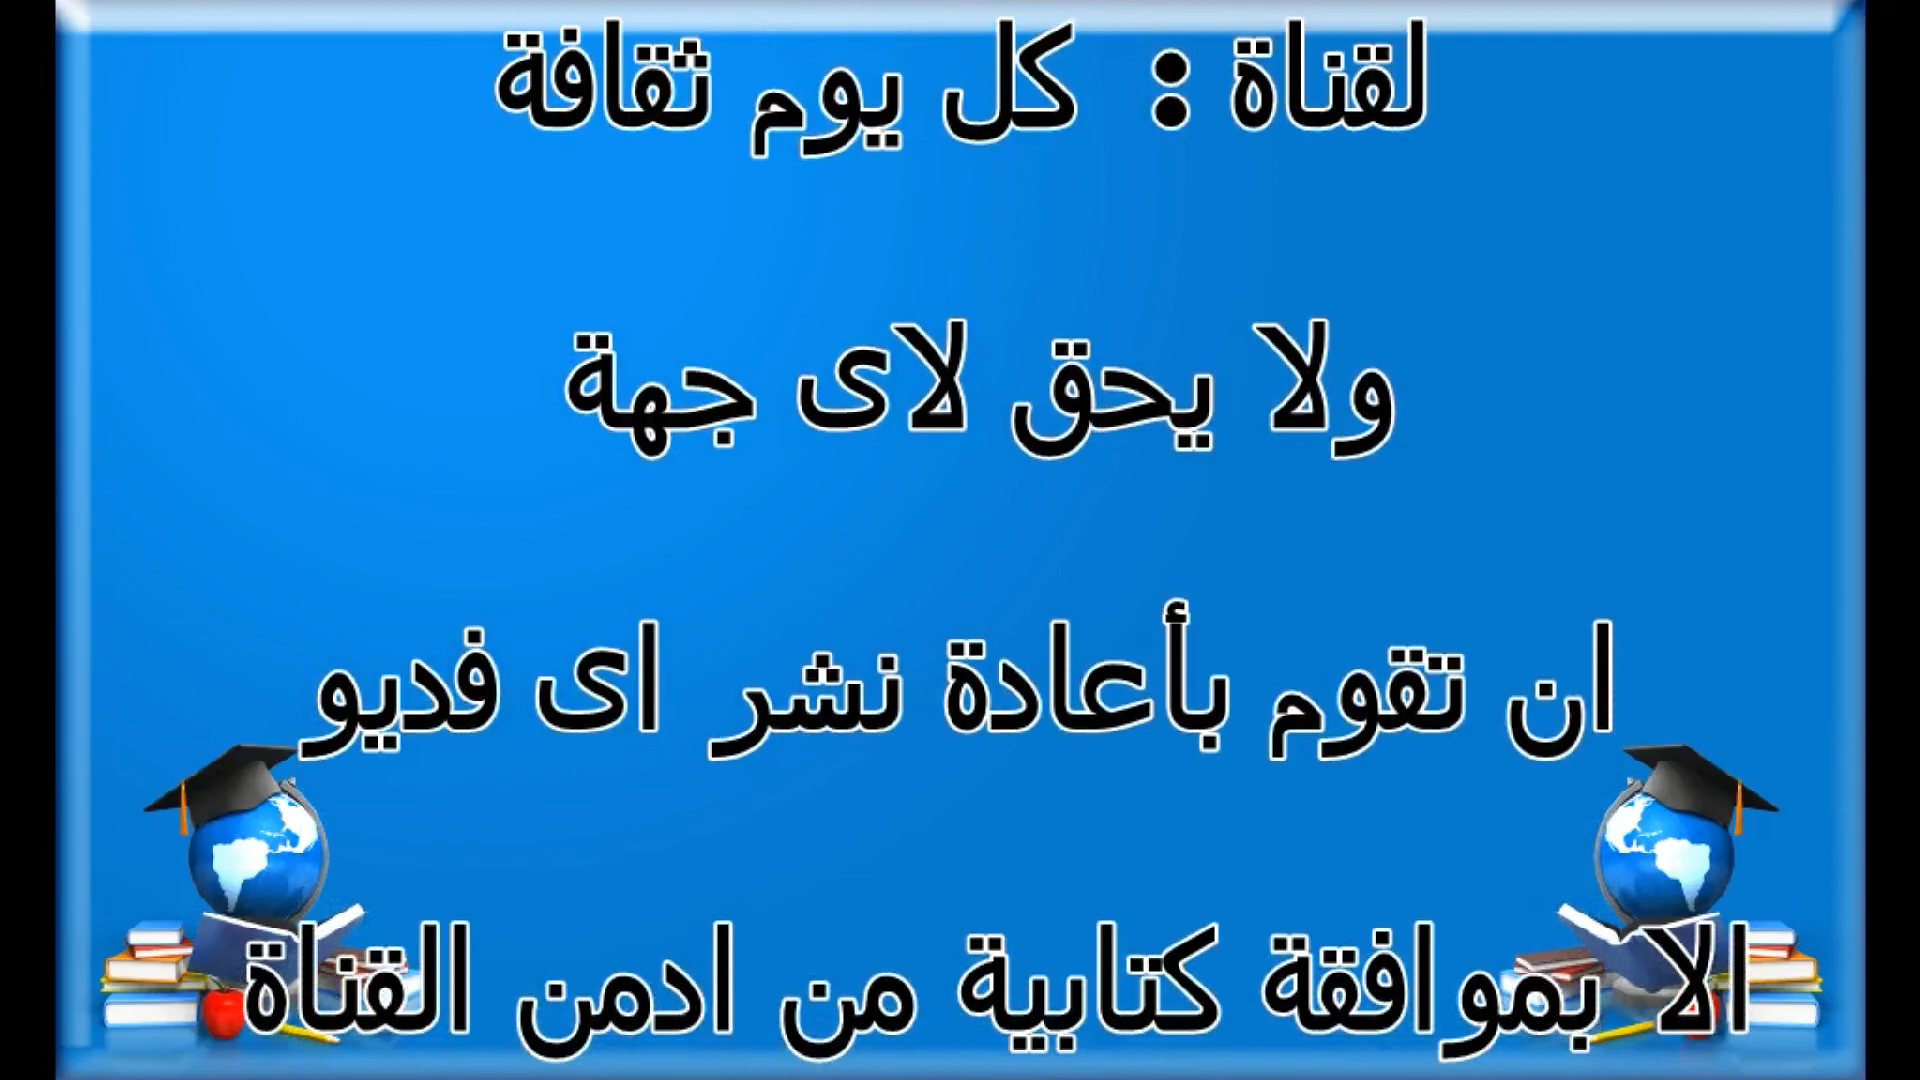 لقناة : كل يوم ثقافة
ولا يحق لاى جهة
ان تقوم بأعادة نشر اى فديو
الا بموافقة كتابية من ادمن القناة